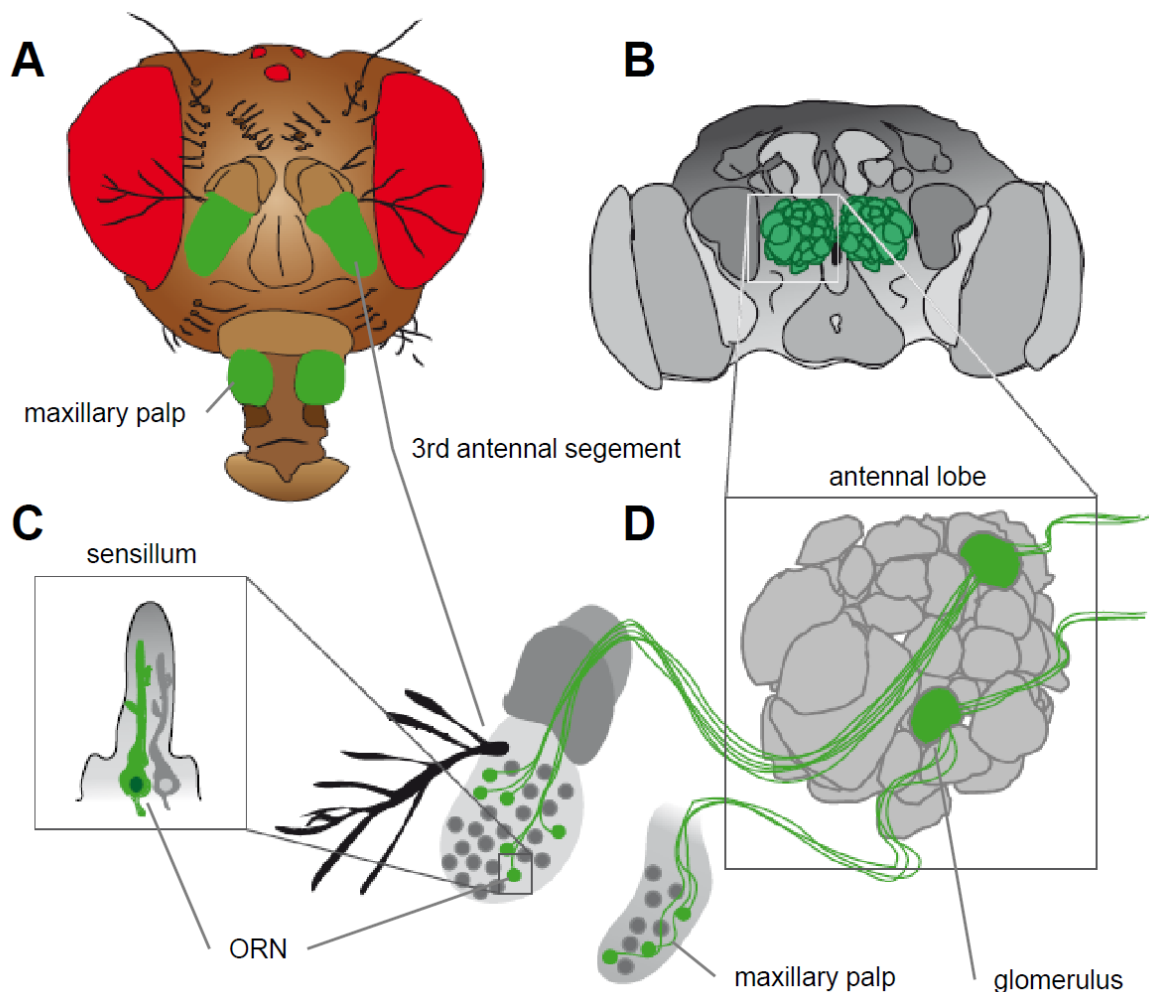 A
B
maxillary palp
3rd antennal segement
antennal lobe
C
D
sensillum
ORN
maxillary palp
glomerulus